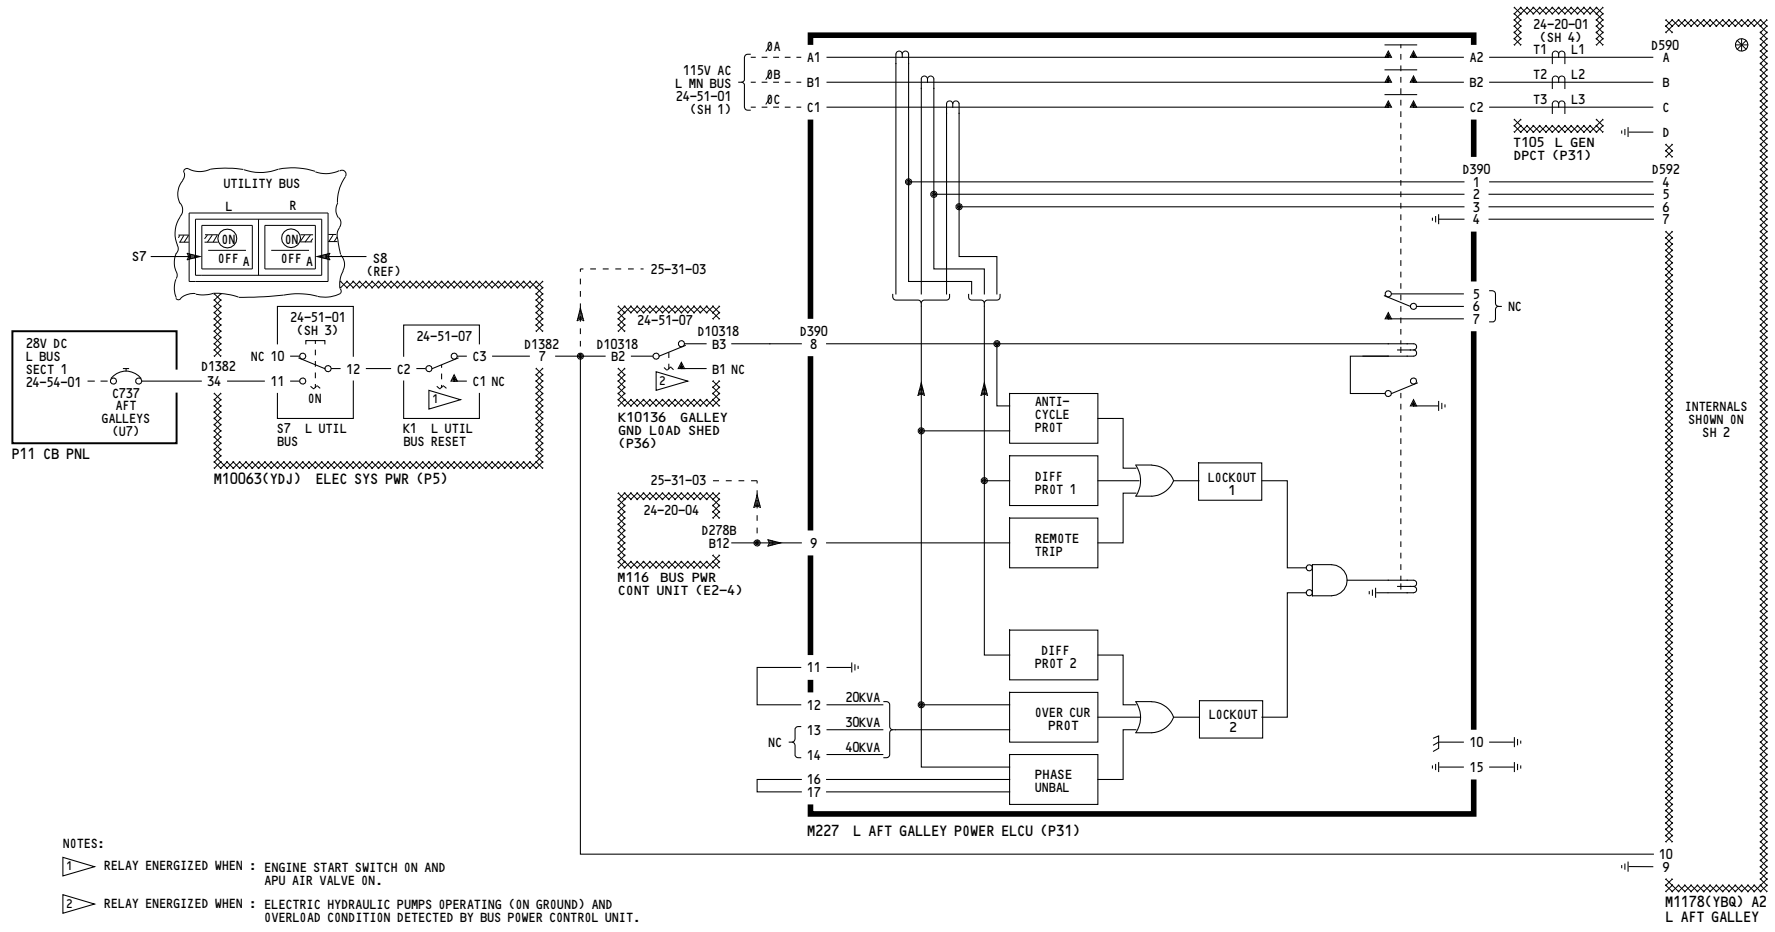 24-20-01
(SH 4)
T1 L1
T2 L2
T3 L3
T105 L GEN
DPCT (P31)
D590
A
B
C
D
D592
4
5
6
7
115V AC
L MN BUS
24-51-01
(SH 1)
ØA
ØB
ØC
A1
B1
C1
A2
B2
C2
D390
1
2
3
4
5
6
7
NC
UTILITY BUS
L R
ON ON
OFF A OFF A
S7
S8
(REF)
25-31-03
28V DC
L BUS
SECT 1
24-54-01
C737
AFT
GALLEYS
(U7)
P11 CB PNL
D1382
34
24-51-01
(SH 3)
NC 10
11
12
ON
S7 L UTIL
BUS
24-51-07
C2
C3
C1 NC
1
K1 L UTIL
BUS RESET
D1382
7
M10063(YDJ) ELEC SYS PWR (P5)
24-51-07
D10318
B2
D10318
B3
B1 NC
2
K10136 GALLEY
GND LOAD SHED
(P36)
D390
8
25-31-03
24-20-04
D278B
B12
9
M116 BUS PWR
CONT UNIT (E2-4)
ANTI-
CYCLE
PROT
DIFF
PROT 1
REMOTE
TRIP
LOCKOUT
1
DIFF
PROT 2
OVER CUR
PROT
PHASE
UNBAL
LOCKOUT
2
11
12 20KVA
NC 13 30KVA
14 40KVA
16
17
10
15
M227 L AFT GALLEY POWER ELCU (P31)
INTERNALS
SHOWN ON
SH 2
10
9
M1178(YBQ) A2
L AFT GALLEY
NOTES:
1 RELAY ENERGIZED WHEN : ENGINE START SWITCH ON AND
APU AIR VALVE ON.
2 RELAY ENERGIZED WHEN : ELECTRIC HYDRAULIC PUMPS OPERATING (ON GROUND) AND
OVERLOAD CONDITION DETECTED BY BUS POWER CONTROL UNIT.